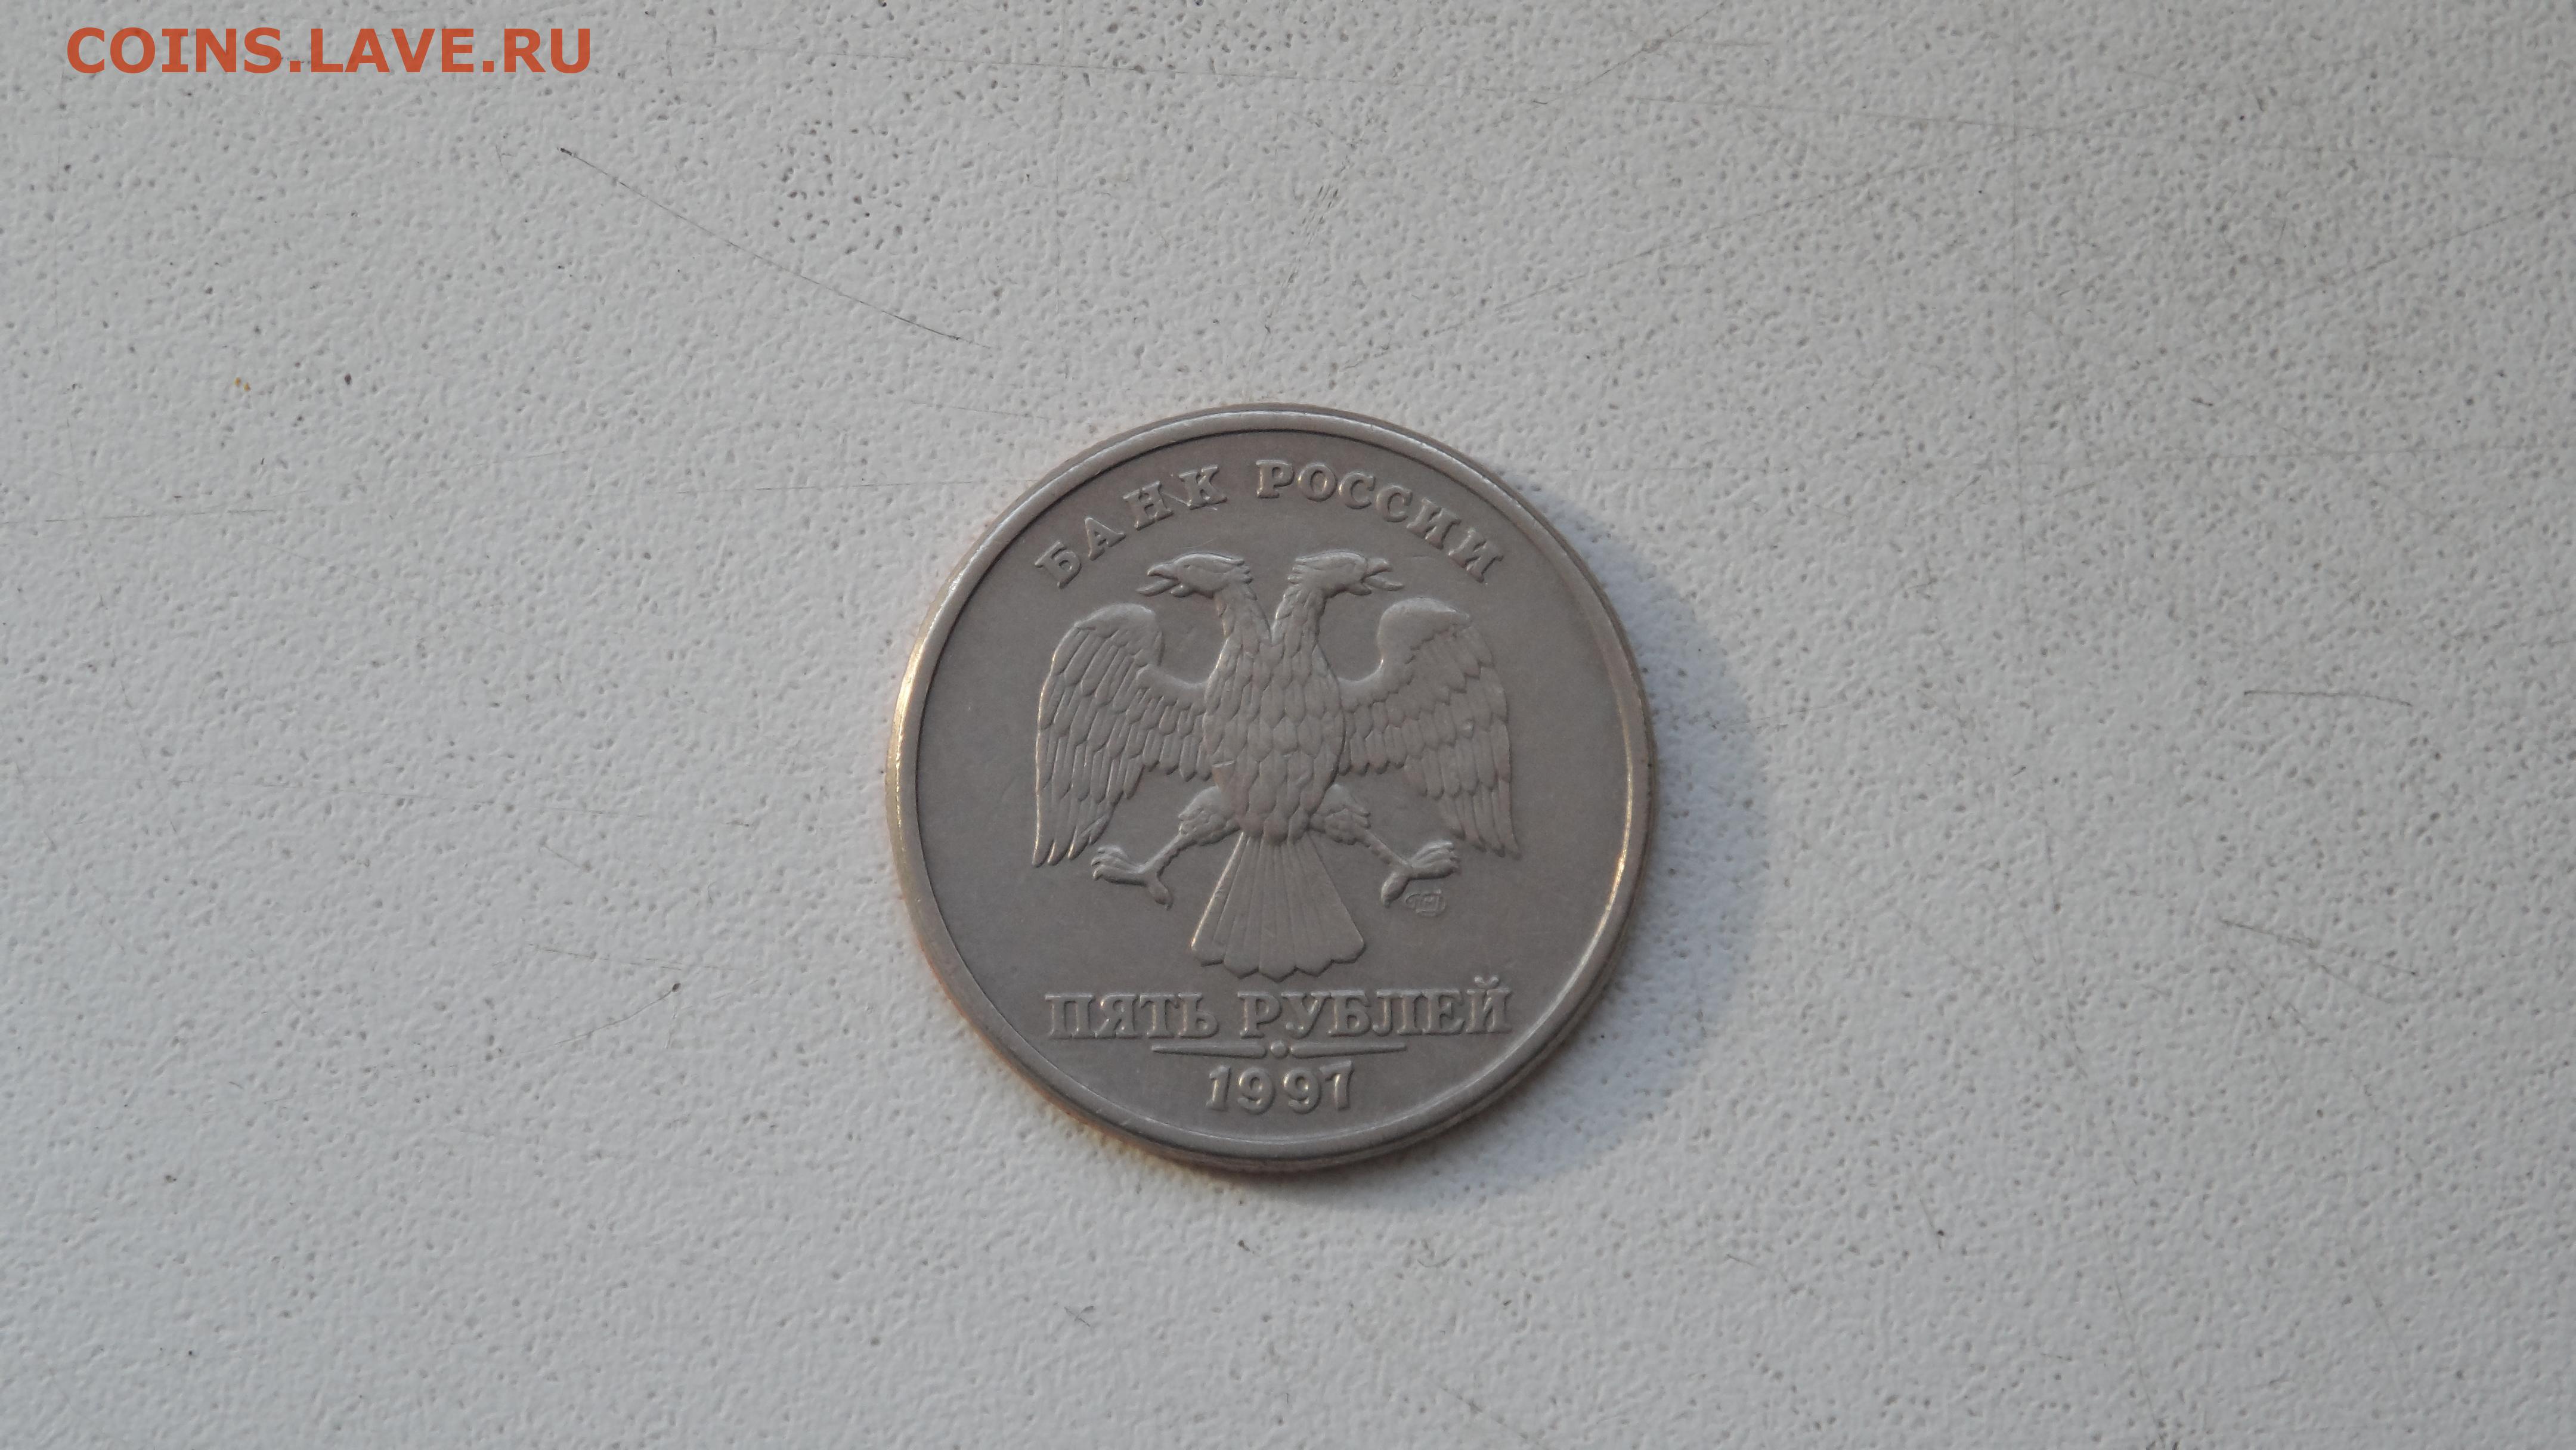 COINS.LAVE.RU
БАНК РОССИИ
ПЯТЬ РУБЛЕЙ
1997